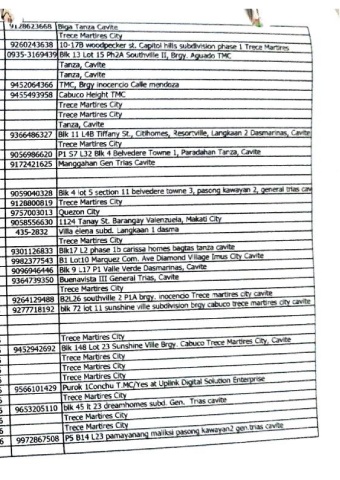 9128623668 Biga Tanza Cavite
Trece Martires City
9260243638 10-17B woodpecker st. Capitol hills subdivision phase 1 Trece Martires
0935-3169439 Blk 13 Lot 15 Ph2A Southville II, Brgy. Aguado TMC
Tanza, Cavite
Tanza, Cavite
9452064366 TMC, Brgy inocencio Calle mendoza
9455493958 Cabuco Height TMC
Trece Martires City
Trece Martires City
Tanza, Cavite
9366486327 Blk 11 L4B Tiffany St., Citihomes, Resortville, Langkaan 2 Dasmarinas, Cavite
Trece Martires City
9056986620 P1 57 L32 Blk 4 Belvedere Towne 1, Paradahan Tanza, Cavite
9172421625 Manggahan Gen Trias Cavite
9059040328 Blk 4 lot 5 section 11 belvedere towne 3, pasong kawayan 2, general trias cav
9128800819 Trece Martires City
9757003013 Quezon City
9058556630 1124 Tanay St. Barangay Valenzuela, Makati City
435-2832 Villa elena subd. Langkaan 1 dasma
Trece Martires City
9301126833 Blk17 L2 phase 1b carissa homes bagtas tanza cavite
9982377543 B1 Lot10 Marquez Com. Ave Diamond Village Imus City Cavite
9096946446 Blk 9 L17 P1 Valle Verde Dasmarinas, Cavite
9364739350 Buenavista III General Trias, Cavite
Trece Martires City
9264129488 B2L26 southville 2 P1A brgy. inocencio Trece martires city cavite
9277718192 blk 72 lot 11 sunshine ville subdivision brgy cabuco trece martires city cavite
Trece Martires City
9452942692 Blk 148 Lot 23 Sunshine Ville Brgy. Cabuco Trece Martires City, Cavite
Trece Martires City
Trece Martires City
Trece Martires City
9566101429 Purok 1Conchu T.MC/Yes at Uplink Digital Solution Enterprise
Trece Martires City
9653205110 blk 45 lt 23 dreamhomes subd. Gen. Trias cavite
Trece Martires City
Trece Martires City
6 9972867508 P5 B14 L23 pamayanang maliksi pasong kawayan2 gen.trias cavite